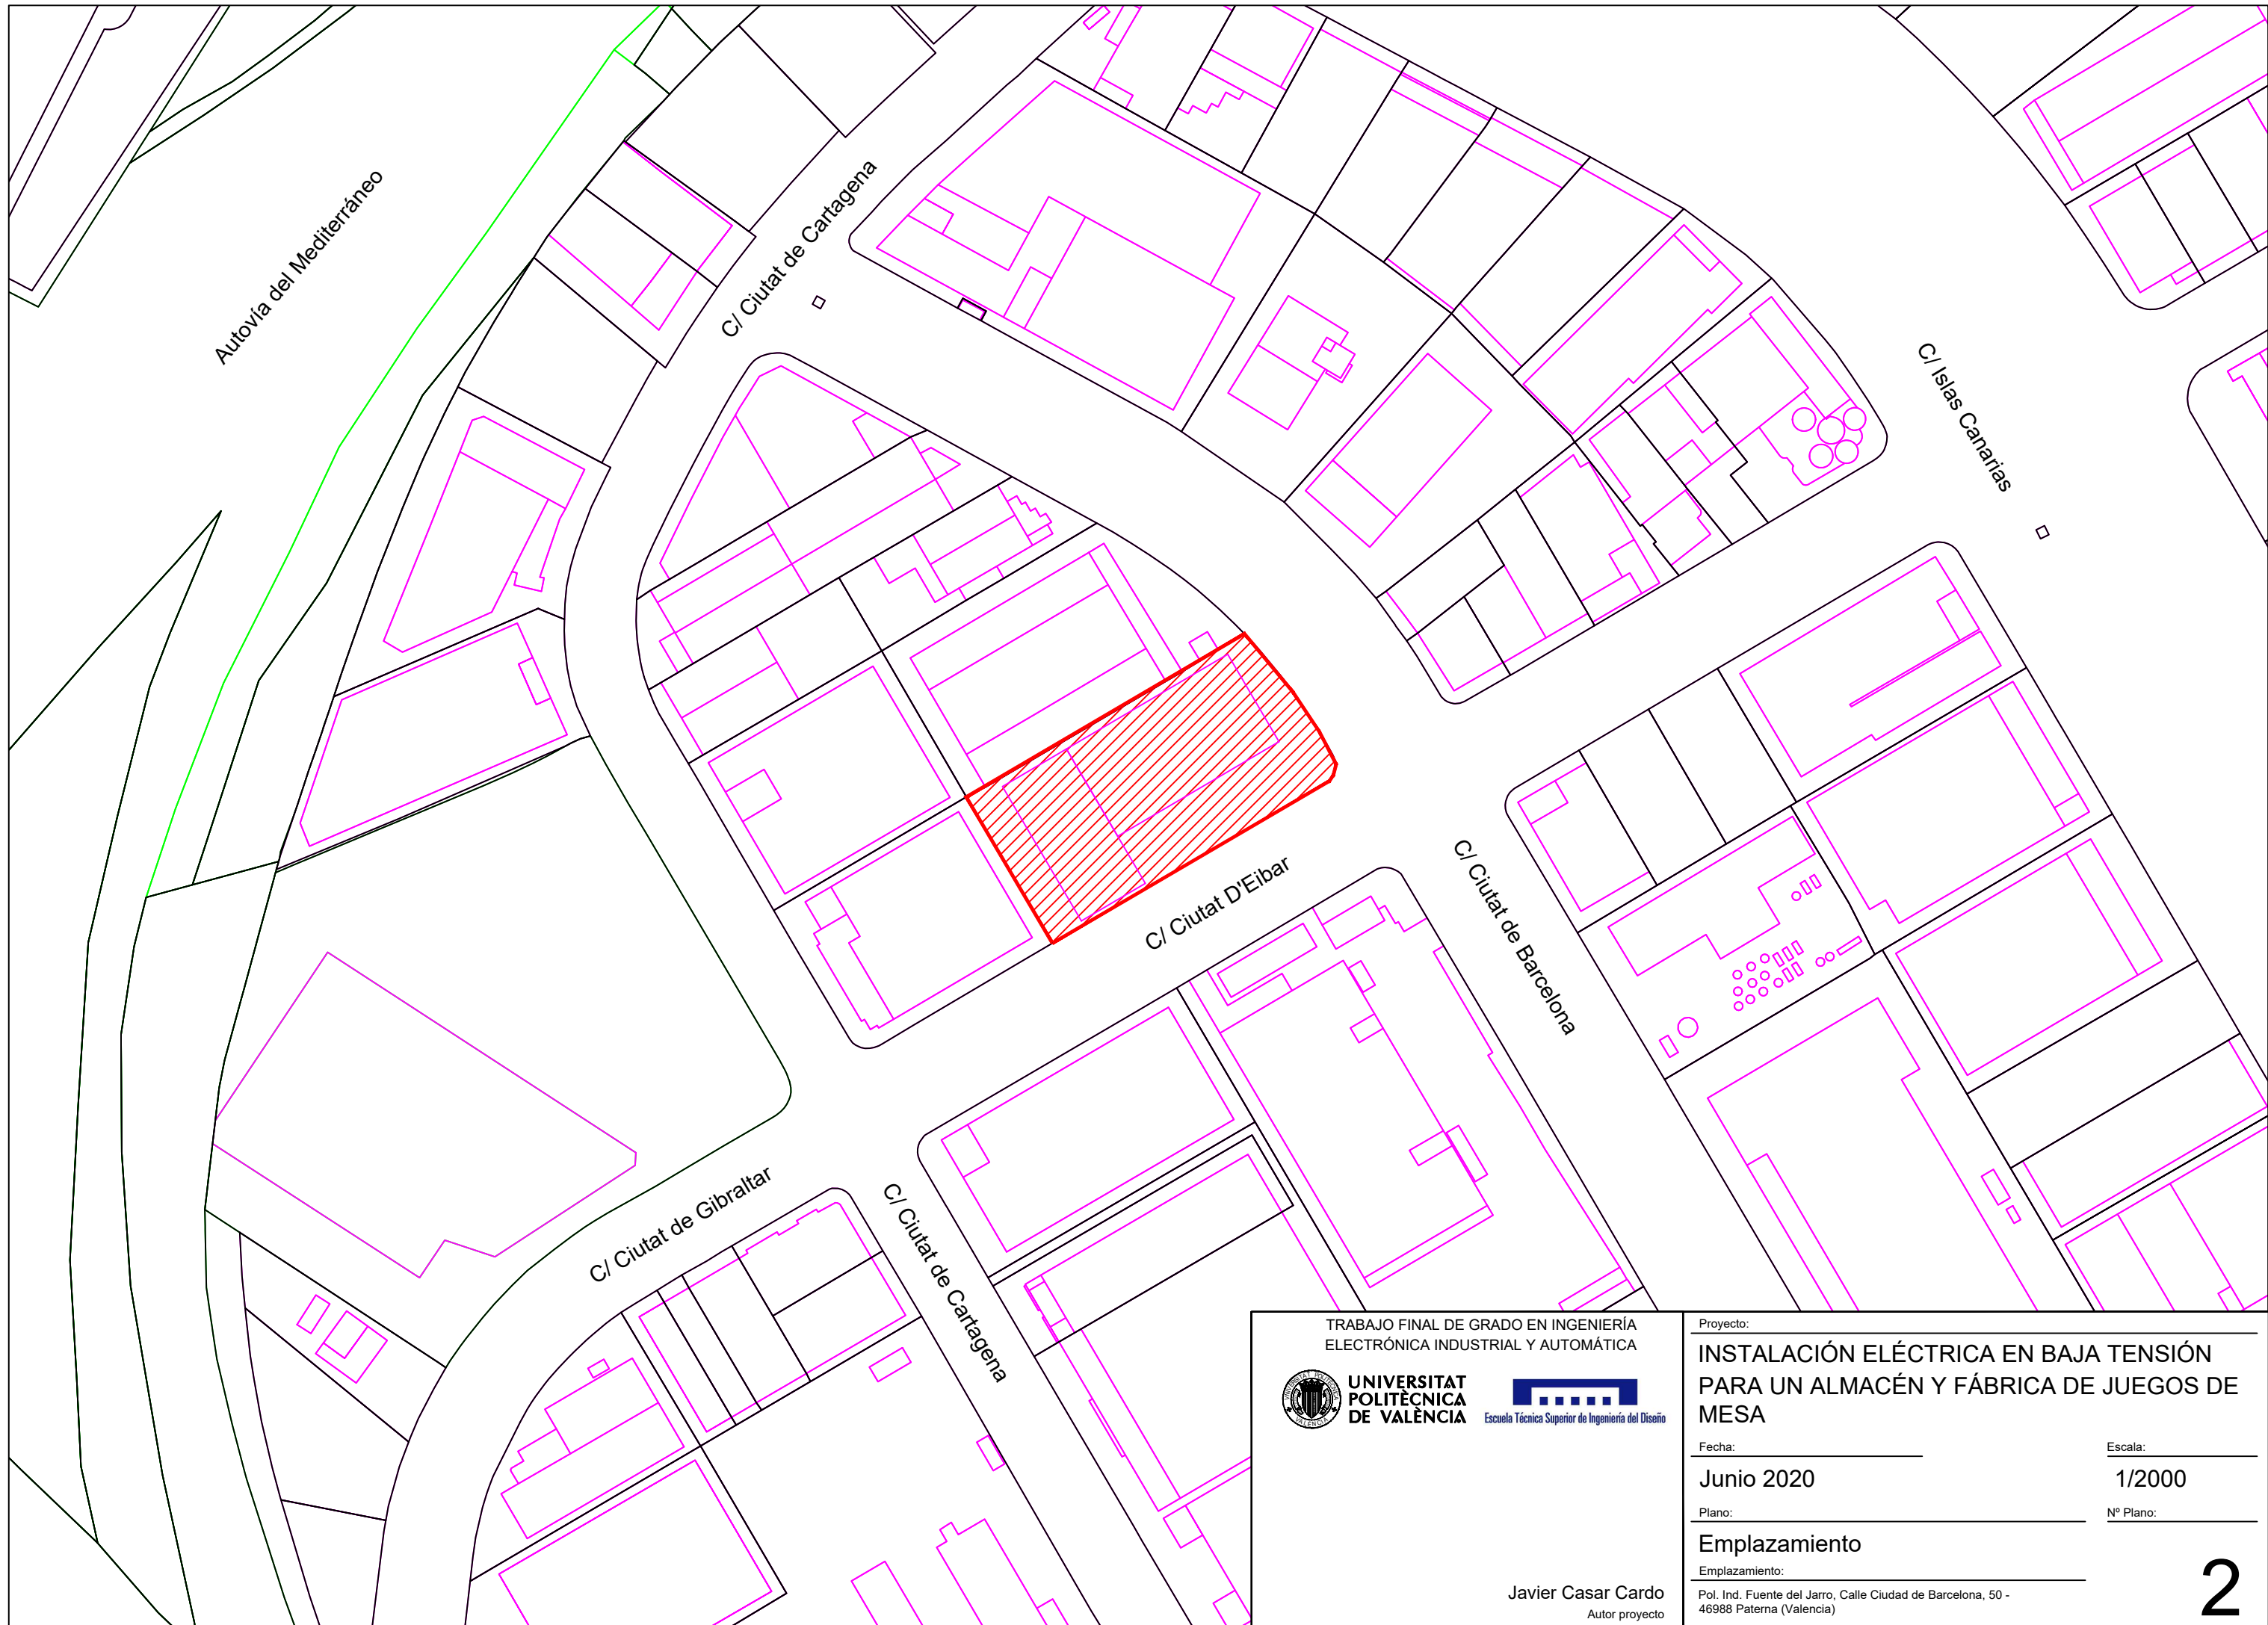 Autovía del Mediterráneo
C/ Ciutat de Cartagena
C/ Islas Canarias
C/ Ciutat D'Eibar
C/ Ciutat de Barcelona
C/ Ciutat de Gibraltar
C/ Ciutat de Cartagena
TRABAJO FINAL DE GRADO EN INGENIERÍA
ELECTRÓNICA INDUSTRIAL Y AUTOMÁTICA
UNIVERSITAT
POLITÈCNICA
DE VALÈNCIA
Escuela Técnica Superior de Ingeniería del Diseño
Javier Casar Cardo
Autor proyecto
Proyecto:
INSTALACIÓN ELÉCTRICA EN BAJA TENSIÓN
PARA UN ALMACÉN Y FÁBRICA DE JUEGOS DE
MESA
Fecha:
Junio 2020
Escala:
1/2000
Plano:
Emplazamiento
Nº Plano:
2
Emplazamiento:
Pol. Ind. Fuente del Jarro, Calle Ciudad de Barcelona, 50 -
46988 Paterna (Valencia)